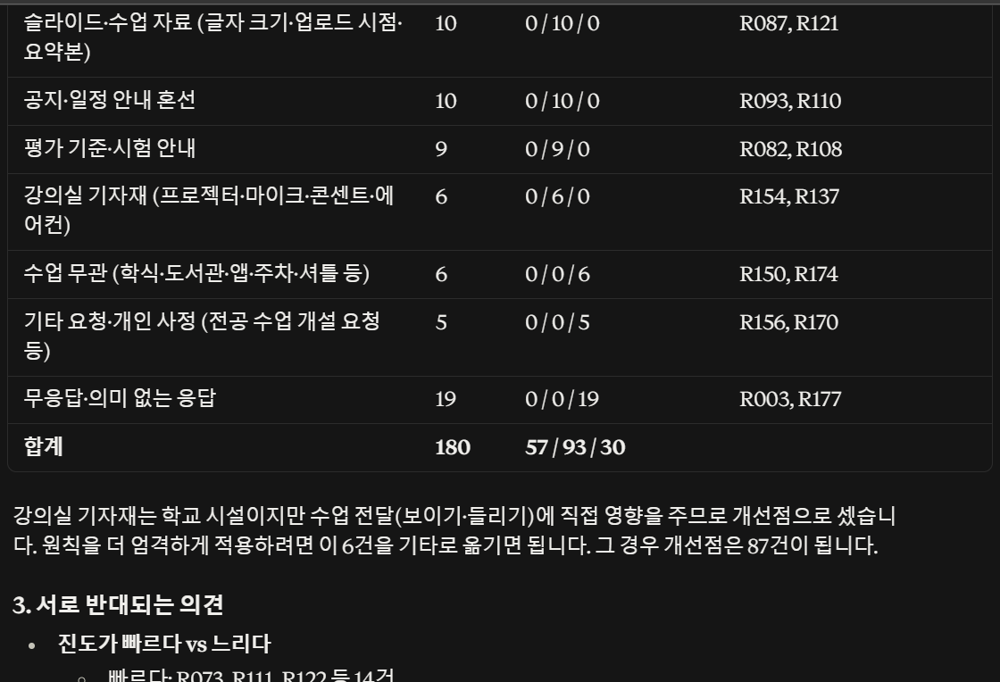 슬라이드·수업 자료 (글자 크기·업로드 시점· 10 0 / 10 / 0 R087, R121
요약본)
공지·일정 안내 혼선 10 0 / 10 / 0 R093, R110
평가 기준·시험 안내 9 0 / 9 / 0 R082, R108
강의실 기자재 (프로젝터·마이크·콘센트·에 6 0 / 6 / 0 R154, R137
어컨)
수업 무관 (학식·도서관·앱·주차·셔틀 등) 6 0 / 0 / 6 R150, R174
기타 요청·개인 사정 (전공 수업 개설 요청 5 0 / 0 / 5 R156, R170
등)
무응답·의미 없는 응답 19 0 / 0 / 19 R003, R177
합계 180 57 / 93 / 30
강의실 기자재는 학교 시설이지만 수업 전달(보이기·들리기)에 직접 영향을 주므로 개선점으로 셌습니
다. 원칙을 더 엄격하게 적용하려면 이 6건을 기타로 옮기면 됩니다. 그 경우 개선점은 87건이 됩니다.
3. 서로 반대되는 의견
• 진도가 빠르다 vs 느리다
○ 빠르다: R073, R111, R122 등 14건